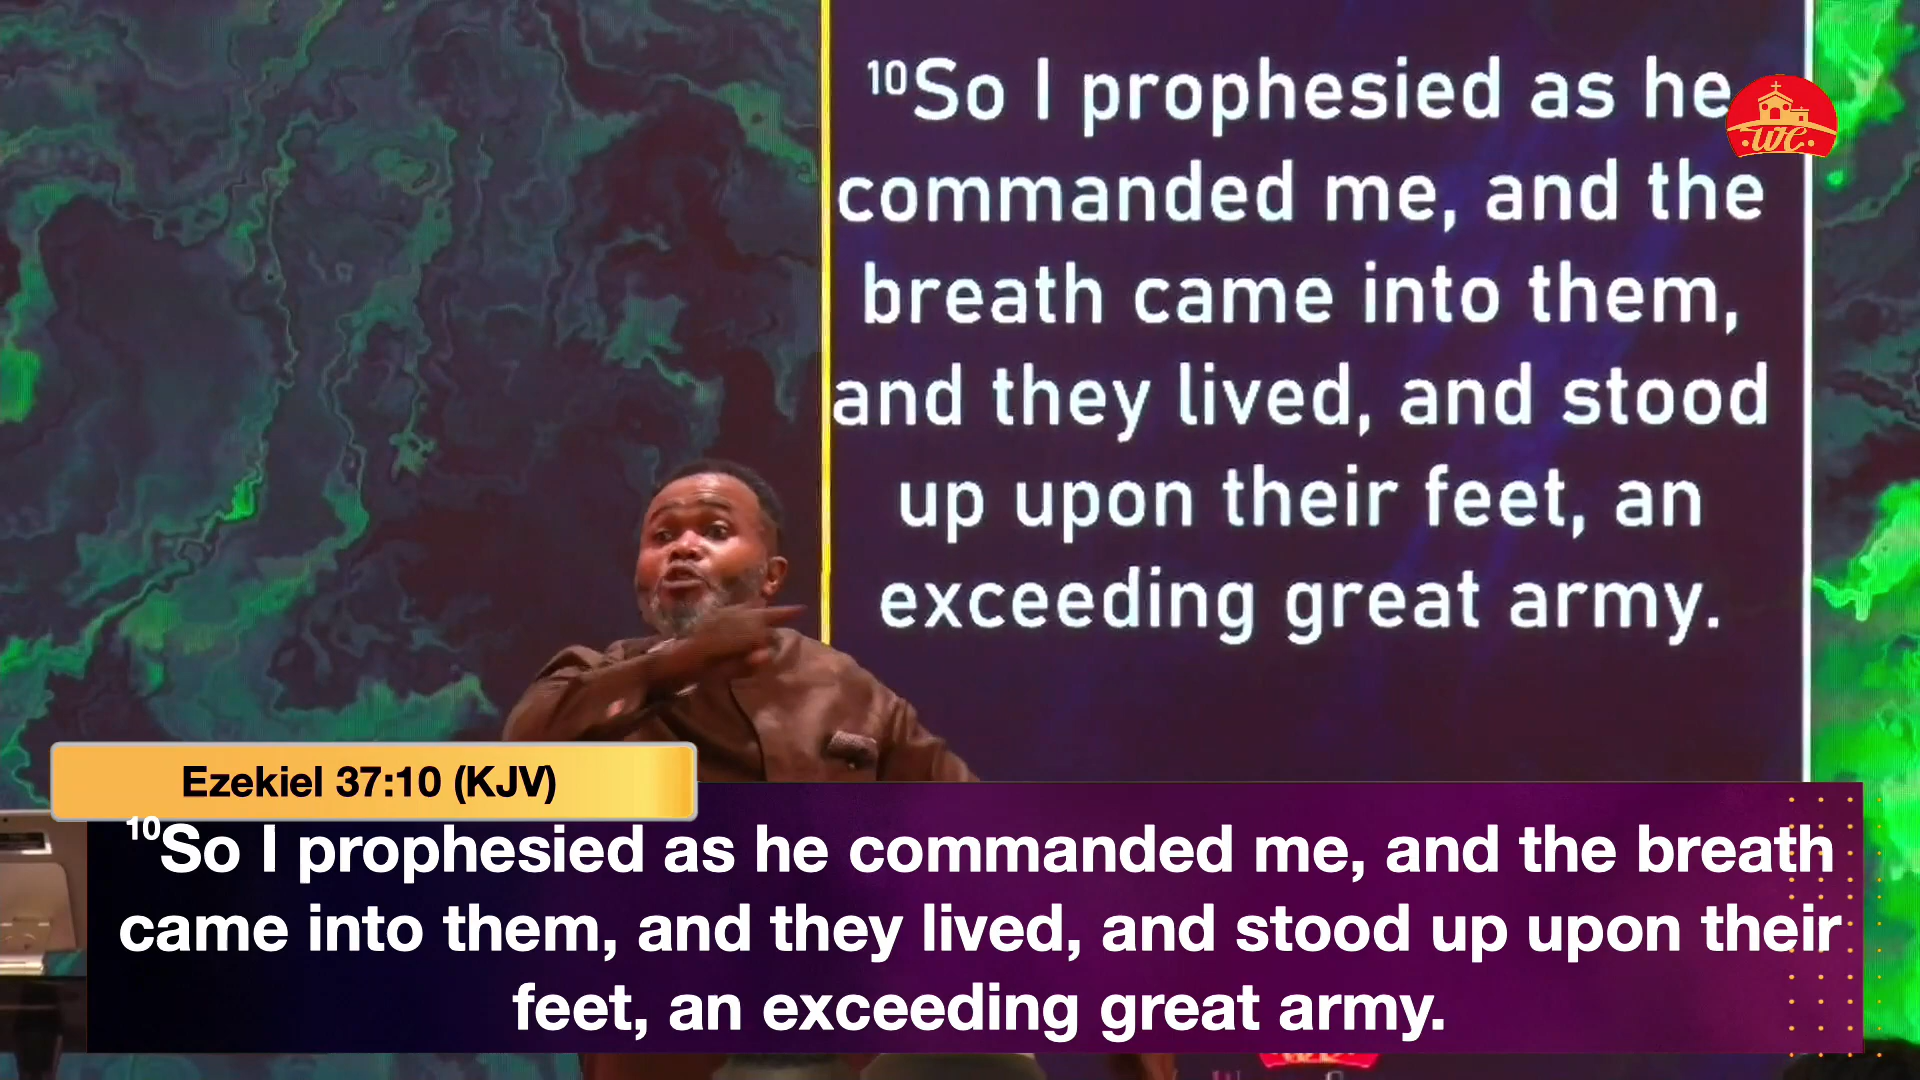 10So I prophesied as he
commanded me, and the
breath came into them,
and they lived, and stood
up upon their feet, an
exceeding great army.
WC
Ezekiel 37:10 (KJV)
10So I prophesied as he commanded me, and the breath
came into them, and they lived, and stood up upon their
feet, an exceeding great army.